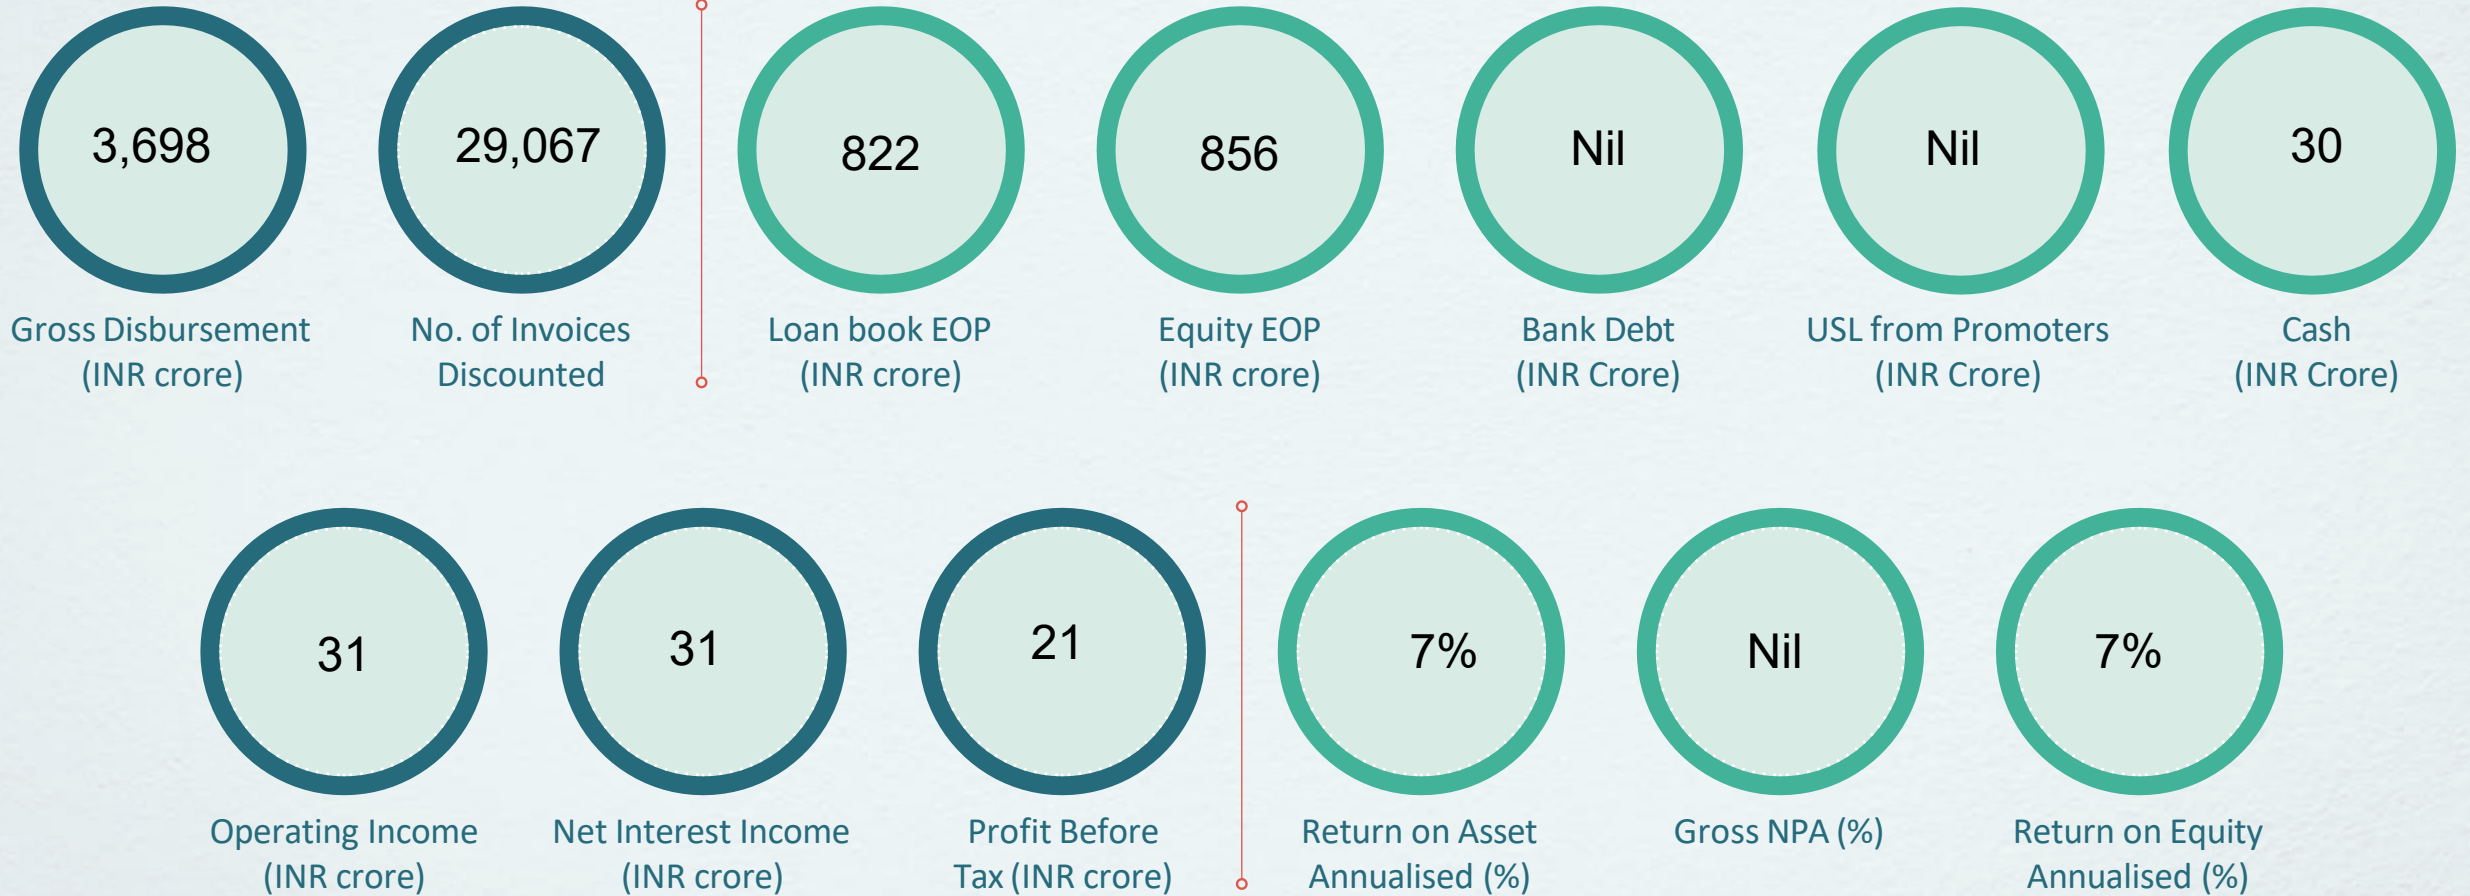 3,698
Gross Disbursement
(INR crore)
29,067
No. of Invoices
Discounted
822
Loan book EOP
(INR crore)
856
Equity EOP
(INR crore)
Nil
Bank Debt
(INR Crore)
Nil
USL from Promoters
(INR Crore)
30
Cash
(INR Crore)
31
Operating Income
(INR crore)
31
Net Interest Income
(INR crore)
21
Profit Before
Tax (INR crore)
7%
Return on Asset
Annualised (%)
Nil
Gross NPA (%)
7%
Return on Equity
Annualised (%)